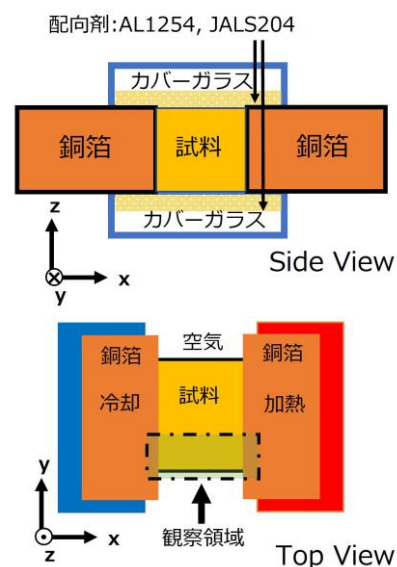 配向剤:AL1254, JALS204
カバーガラス
銅箔
試料
銅箔
カバーガラス
z
y
x
Side View
空気
銅箔
銅箔
冷却
試料
加熱
y
z
x
観察領域
Top View